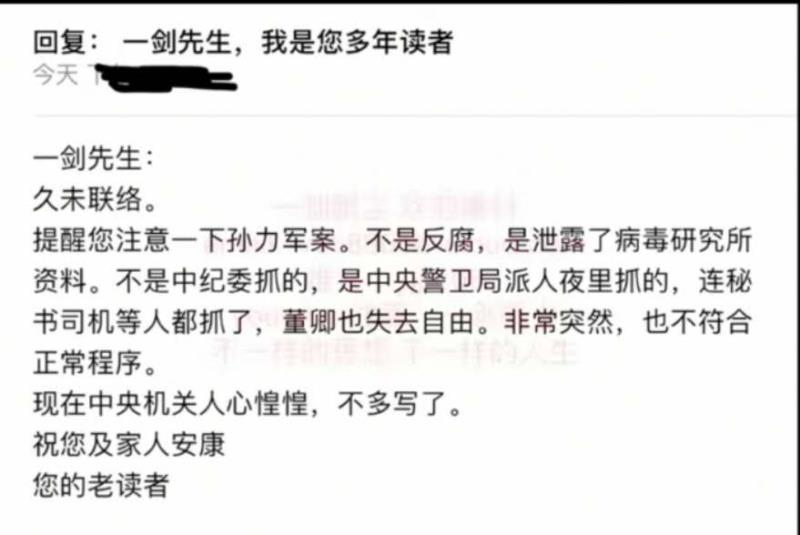 回复： 一剑先生，我是您多年读者
今天 下
一剑先生：
久未联络。
提醒您注意一下孙力军案。不是反腐，是泄露了病毒研究所
资料。不是中纪委抓的，是中央警卫局派人夜里抓的，连秘
书司机等人都抓了，董卿也失去自由。非常突然，也不符合
正常程序。
现在中央机关人心惶惶，不多写了。
祝您及家人安康
您的老读者